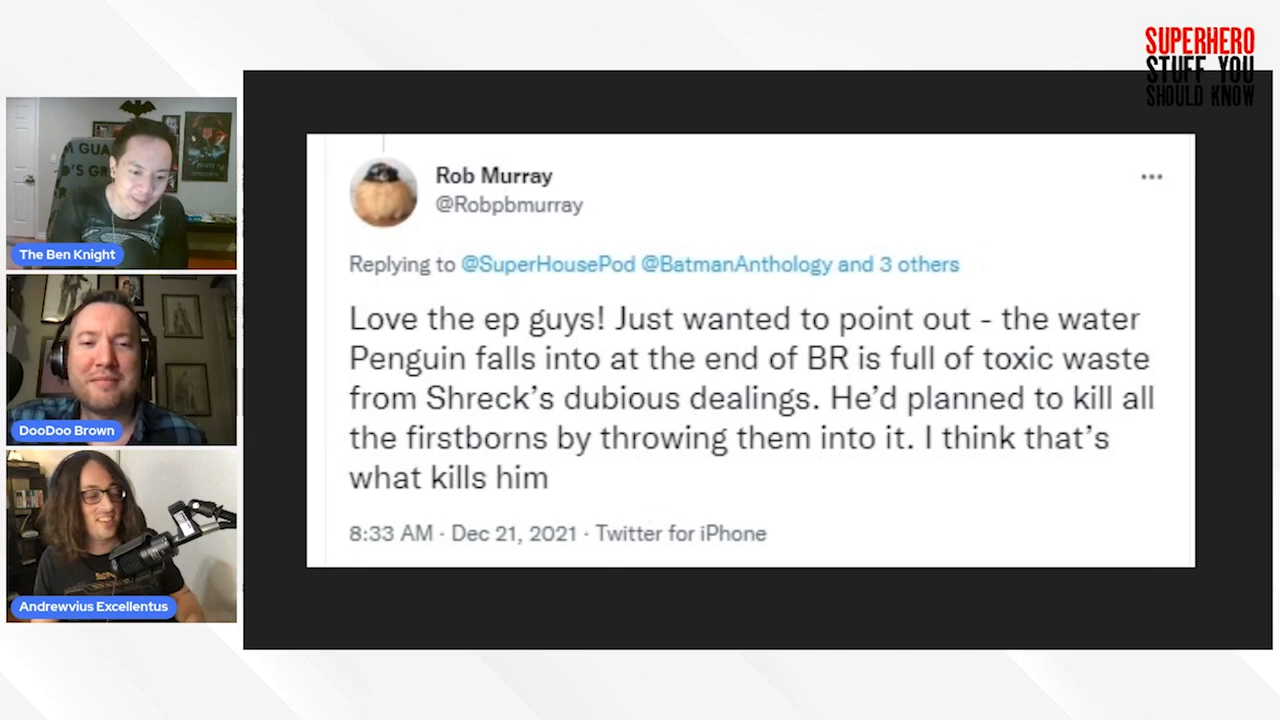 SUPERHERO
STUFF YOU
SHOULD KNOW
The Ben Knight
DooDoo Brown
Andrewvius Excellentus
Rob Murray
@Robpbmurray
Replying to @SuperHousePod @BatmanAnthology and 3 others
Love the ep guys! Just wanted to point out - the water
Penguin falls into at the end of BR is full of toxic waste
from Shreck’s dubious dealings. He’d planned to kill all
the firstborns by throwing them into it. I think that’s
what kills him
8:33 AM · Dec 21, 2021 · Twitter for iPhone